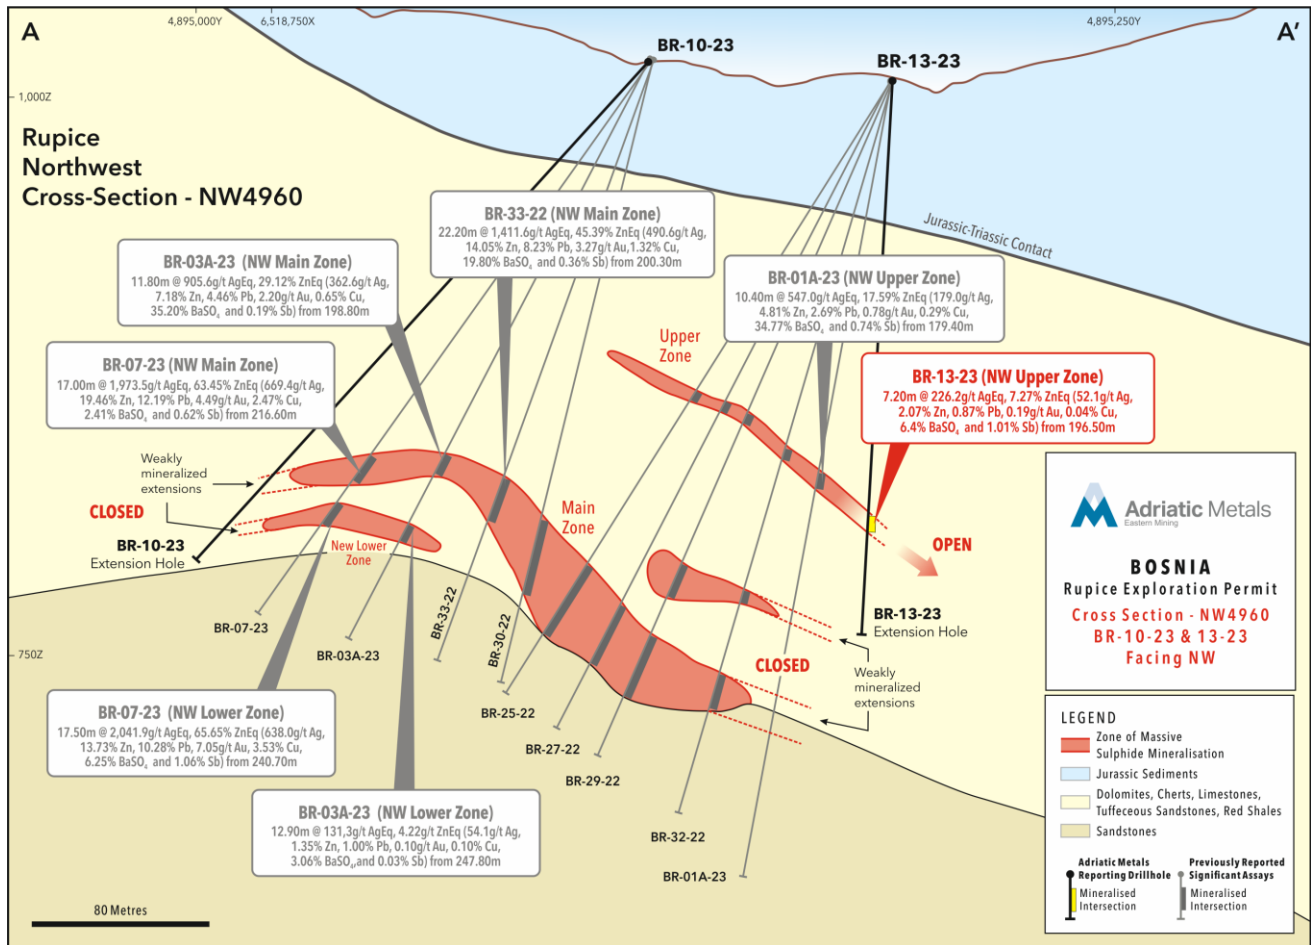 4,895,000Y
6,518,750X
4,895,250Y
A
A'
BR-10-23
BR-13-23
1,000Z
Rupice
Northwest
Cross-Section - NW4960
Jurassic-Triassic Contact
BR-33-22 (NW Main Zone)
22.20m @ 1,411.6g/t AgEq, 45.39% ZnEq (490.6g/t Ag,
14.05% Zn, 8.23% Pb, 3.27g/t Au,1.32% Cu,
19.80% BaSO₄ and 0.36% Sb) from 200.30m
BR-03A-23 (NW Main Zone)
11.80m @ 905.6g/t AgEq, 29.12% ZnEq (362.6g/t Ag,
7.18% Zn, 4.46% Pb, 2.20g/t Au, 0.65% Cu,
35.20% BaSO₄ and 0.19% Sb) from 198.80m
BR-01A-23 (NW Upper Zone)
10.40m @ 547.0g/t AgEq, 17.59% ZnEq (179.0g/t Ag,
4.81% Zn, 2.69% Pb, 0.78g/t Au, 0.29% Cu,
34.77% BaSO₄ and 0.74% Sb) from 179.40m
BR-07-23 (NW Main Zone)
17.00m @ 1,973.5g/t AgEq, 63.45% ZnEq (669.4g/t Ag,
19.46% Zn, 12.19% Pb, 4.49g/t Au, 2.47% Cu,
2.41% BaSO₄ and 0.62% Sb) from 216.60m
Upper
Zone
BR-13-23 (NW Upper Zone)
7.20m @ 226.2g/t AgEq, 7.27% ZnEq (52.1g/t Ag,
2.07% Zn, 0.87% Pb, 0.19g/t Au, 0.04% Cu,
6.4% BaSO₄ and 1.01% Sb) from 196.50m
Weakly
mineralized
extensions
CLOSED
BR-10-23
Extension Hole
New Lower
Zone
Main
Zone
OPEN
BR-13-23
Extension Hole
CLOSED
Weakly
mineralized
extensions
750Z
BR-07-23
BR-03A-23
BR-33-22
BR-30-22
BR-25-22
BR-27-22
BR-29-22
BR-32-22
BR-01A-23
BR-07-23 (NW Lower Zone)
17.50m @ 2,041.9g/t AgEq, 65.65% ZnEq (638.0g/t Ag,
13.73% Zn, 10.28% Pb, 7.05g/t Au, 3.53% Cu,
6.25% BaSO₄ and 1.06% Sb) from 240.70m
BR-03A-23 (NW Lower Zone)
12.90m @ 131,3g/t AgEq, 4.22g/t ZnEq (54.1g/t Ag,
1.35% Zn, 1.00% Pb, 0.10g/t Au, 0.10% Cu,
3.06% BaSO₄,and 0.03% Sb) from 247.80m
80 Metres
Adriatic Metals
Eastern Mining
BOSNIA
Rupice Exploration Permit
Cross Section - NW4960
BR-10-23 & 13-23
Facing NW
LEGEND
Zone of Massive
Sulphide Mineralisation
Jurassic Sediments
Dolomites, Cherts, Limestones,
Tuffeceous Sandstones, Red Shales
Sandstones
Adriatic Metals
Reporting Drillhole
Mineralised
Intersection
Previously Reported
Significant Assays
Mineralised
Intersection